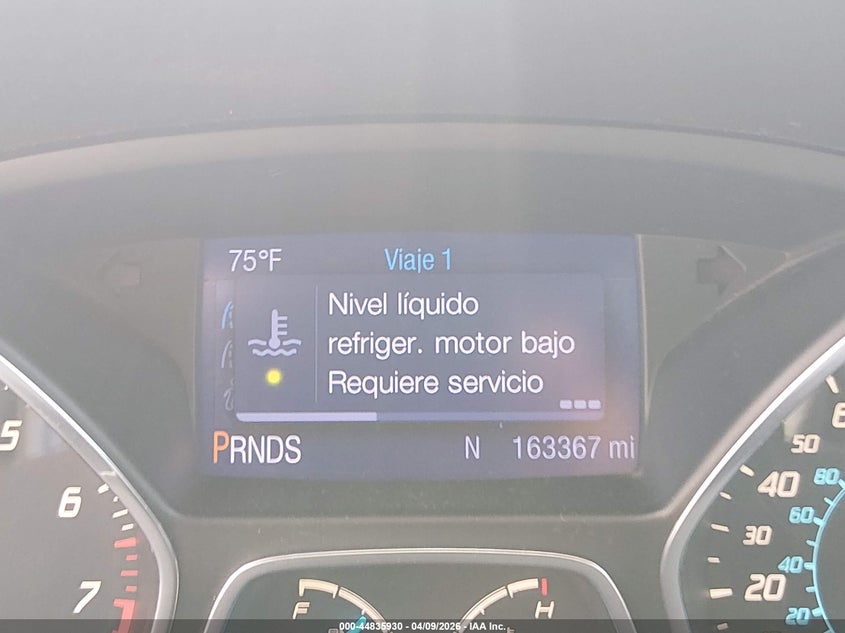 75°F Viaje 1
Nivel líquido
refriger. motor bajo
Requiere servicio
PRNDS N 163367 mi
5
6
7
F
H
50
40
30
20
80
60
40
20
000-44835930 - 04/09/2026 - IAA Inc.